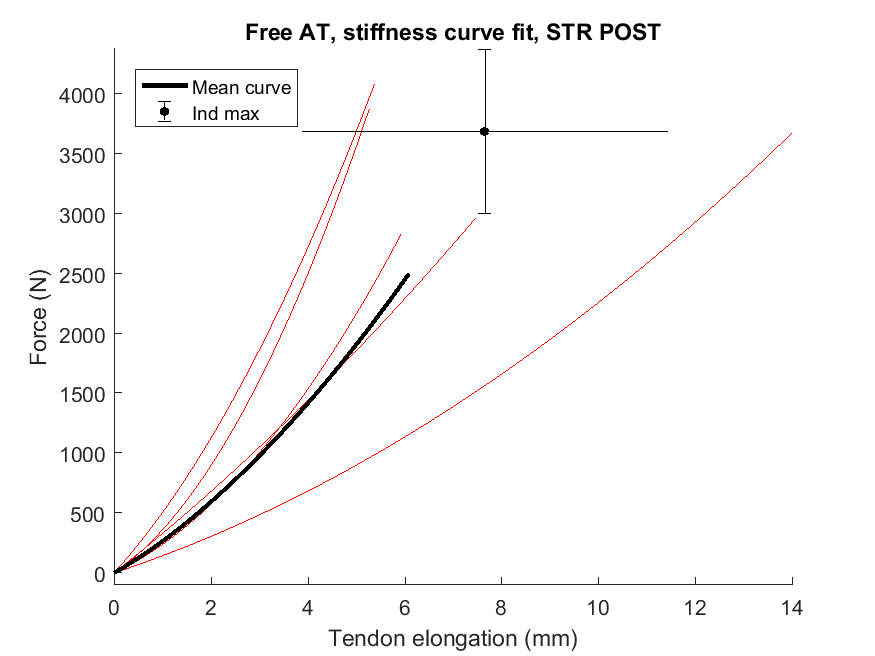 Free AT, stiffness curve fit, STR POST
Mean curve
Ind max
Force (N)
4000
3500
3000
2500
2000
1500
1000
500
0
0 2 4 6 8 10 12 14
Tendon elongation (mm)